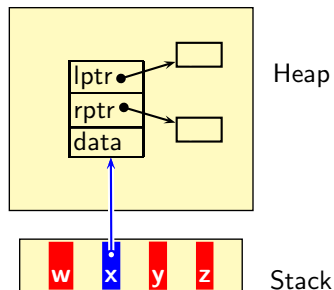 lptr
Heap
rptr
data
w x y z
Stack